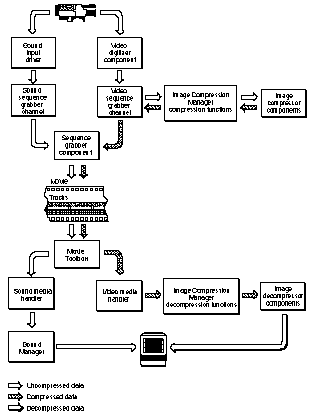 Sound
input
driver
Video
digitizer
component
Sound
sequence
grabber
channel
Video
sequence
grabber
channel
Image Compression
Manager
compression functions
Image
compressor
components
Sequence
grabber
component
Movie
Tracks
Movie
Toolbox
Sound media
handler
Video media
handler
Image Compression
Manager
decompression functions
Image
decompressor
components
Sound
Manager
Uncompressed data
Compressed data
Decompressed data